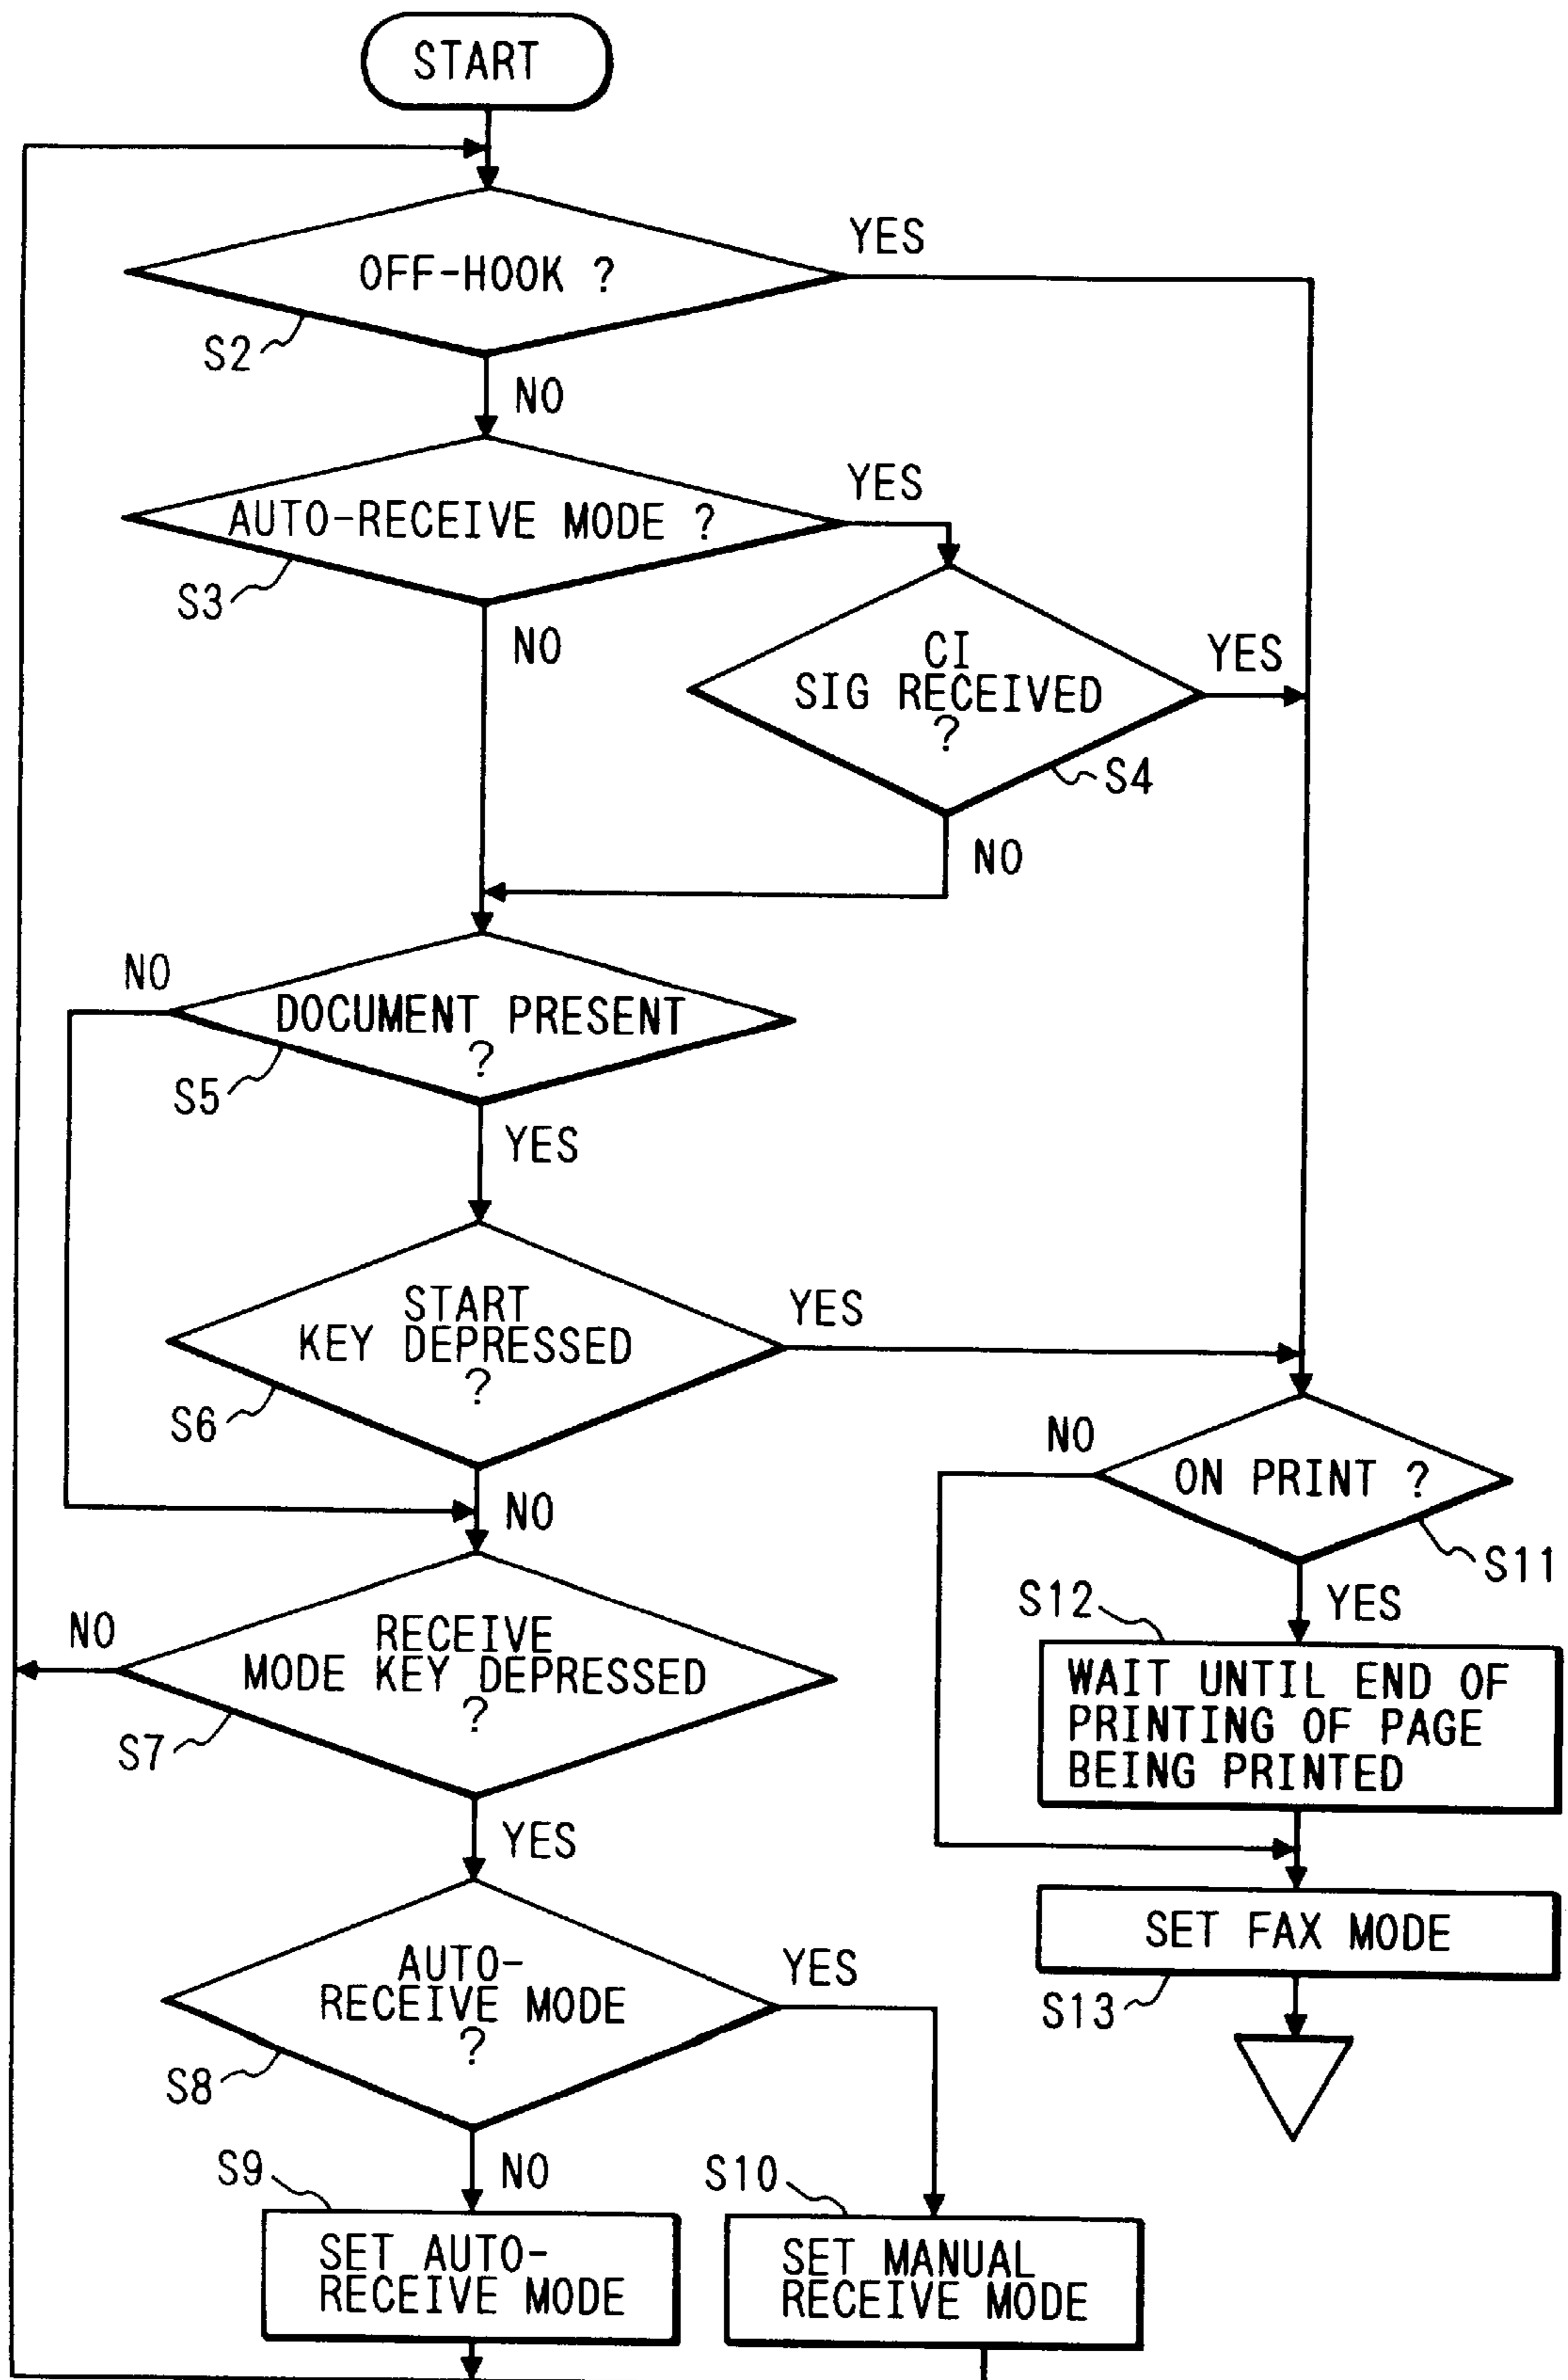 START
OFF-HOOK ?
YES
S2
NO
AUTO-RECEIVE MODE ?
YES
S3
NO
CI
SIG RECEIVED
?
YES
S4
NO
NO
DOCUMENT PRESENT
?
S5
YES
START
KEY DEPRESSED
?
YES
S6
NO
NO
ON PRINT ?
S11
YES
S12
WAIT UNTIL END OF
PRINTING OF PAGE
BEING PRINTED
NO
RECEIVE
MODE KEY DEPRESSED
?
S7
YES
SET FAX MODE
S13
AUTO-
RECEIVE MODE
?
YES
S8
NO
S9
SET AUTO-
RECEIVE MODE
S10
SET MANUAL
RECEIVE MODE